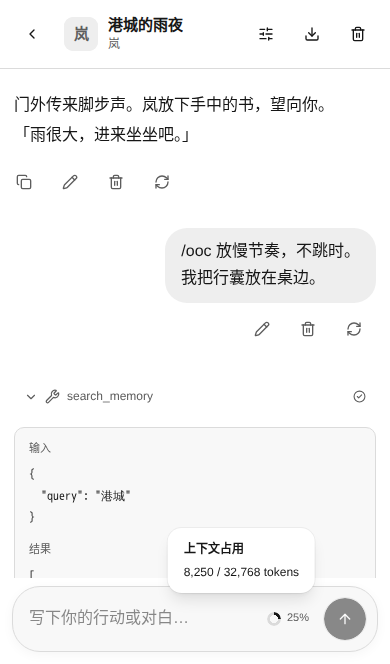 岚
港城的雨夜
岚
门外传来脚步声。岚放下手中的书，望向你。
「雨很大，进来坐坐吧。」
/ooc 放慢节奏，不跳时。
我把行囊放在桌边。
search_memory
输入
{
  "query": "港城"
}
结果
[
上下文占用
8,250 / 32,768 tokens
写下你的行动或对白…
25%